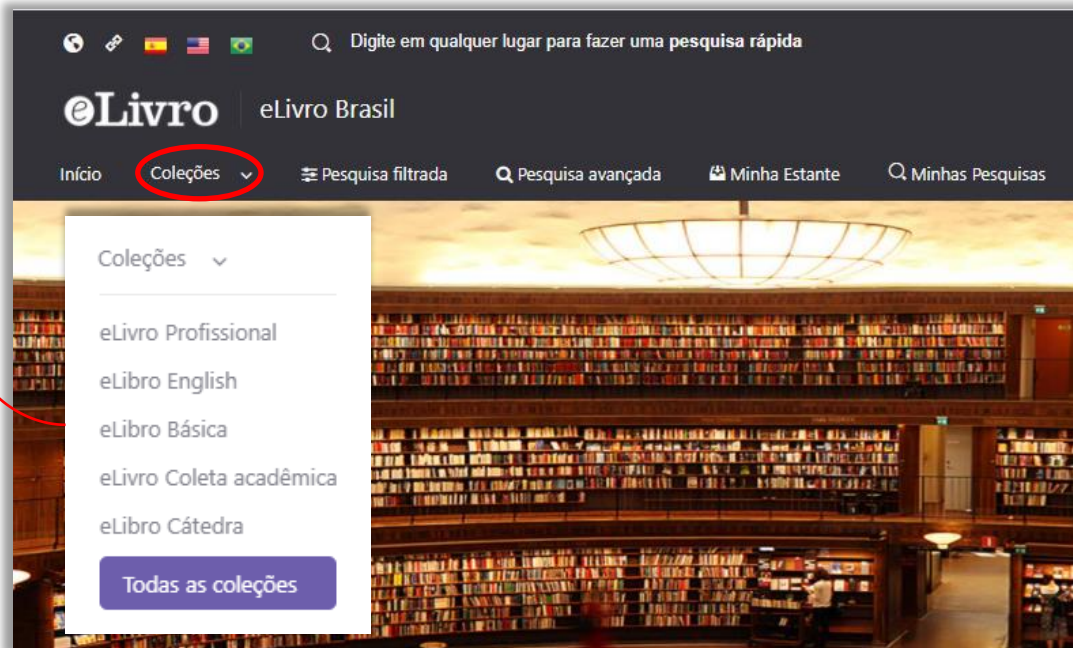 Digite em qualquer lugar para fazer uma pesquisa rápida
eLivro eLivro Brasil
Início Coleções Pesquisa filtrada Pesquisa avançada Minha Estante Minhas Pesquisas
Coleções
eLivro Profissional
eLibro English
eLibro Básica
eLivro Coleta acadêmica
eLibro Cátedra
Todas as coleções